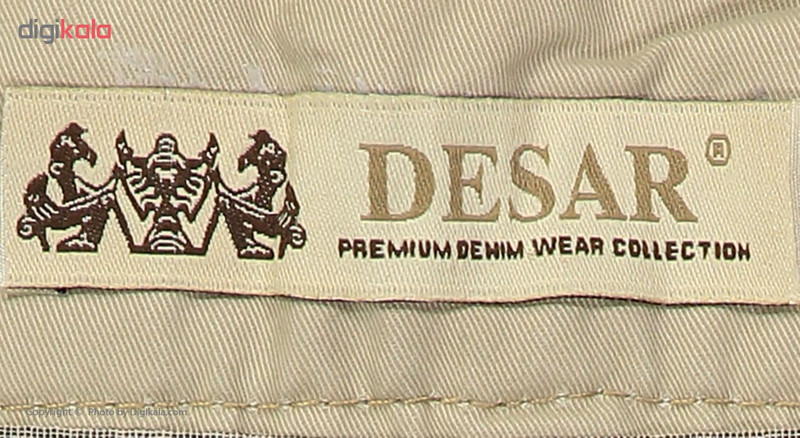 digikala
DESAR®
PREMIUM DENIM WEAR COLLECTION
Copyright © Photo by Digikala.com